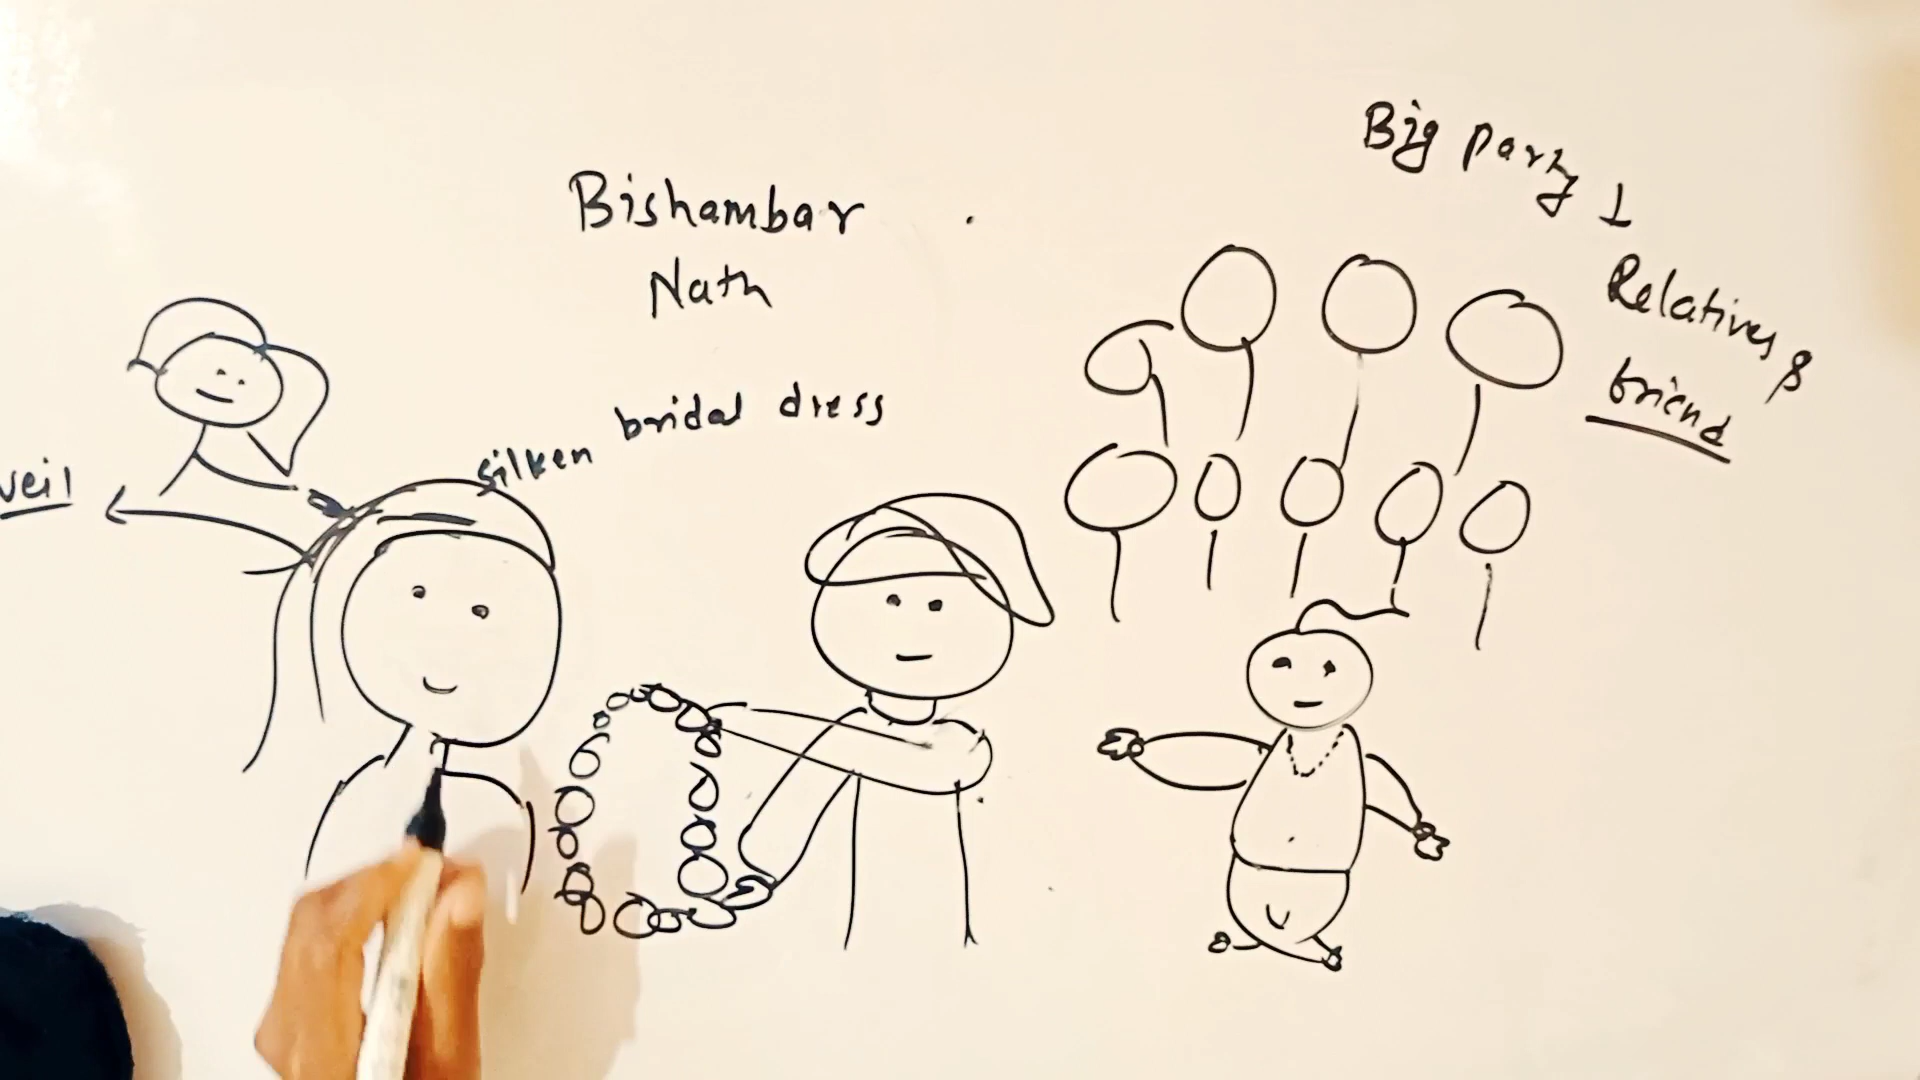 Big party
Relatives &
friend
Bishambar
Nath
silken bridal dress
veil